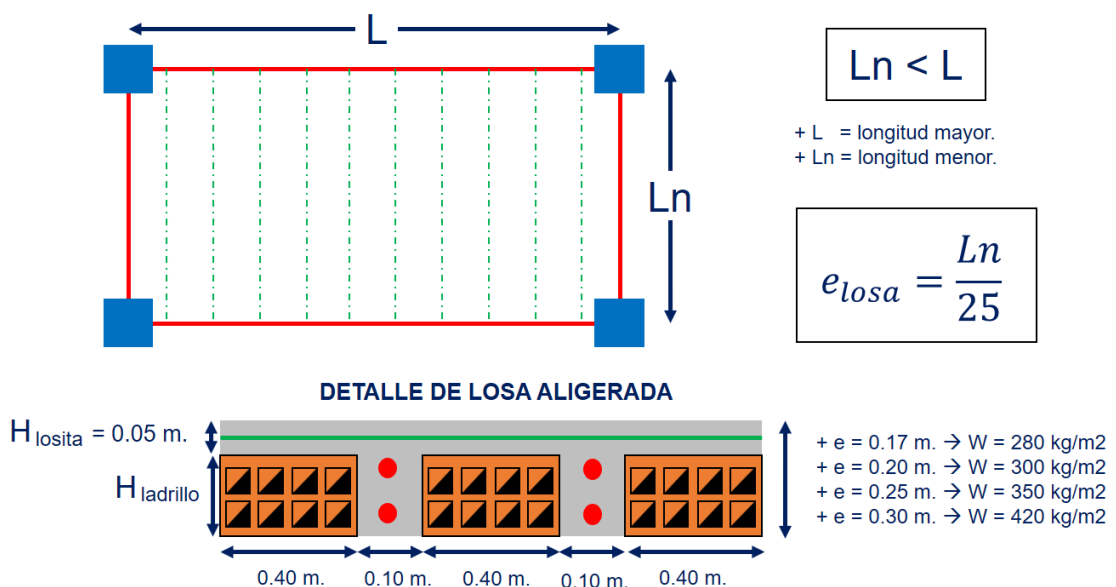 L
Ln < L
+ L = longitud mayor.
+ Ln = longitud menor.
Ln
e_losa = Ln/25
DETALLE DE LOSA ALIGERADA
H losita = 0.05 m.
H ladrillo
+ e = 0.17 m. → W = 280 kg/m2
+ e = 0.20 m. → W = 300 kg/m2
+ e = 0.25 m. → W = 350 kg/m2
+ e = 0.30 m. → W = 420 kg/m2
0.40 m. 0.10 m. 0.40 m. 0.10 m. 0.40 m.